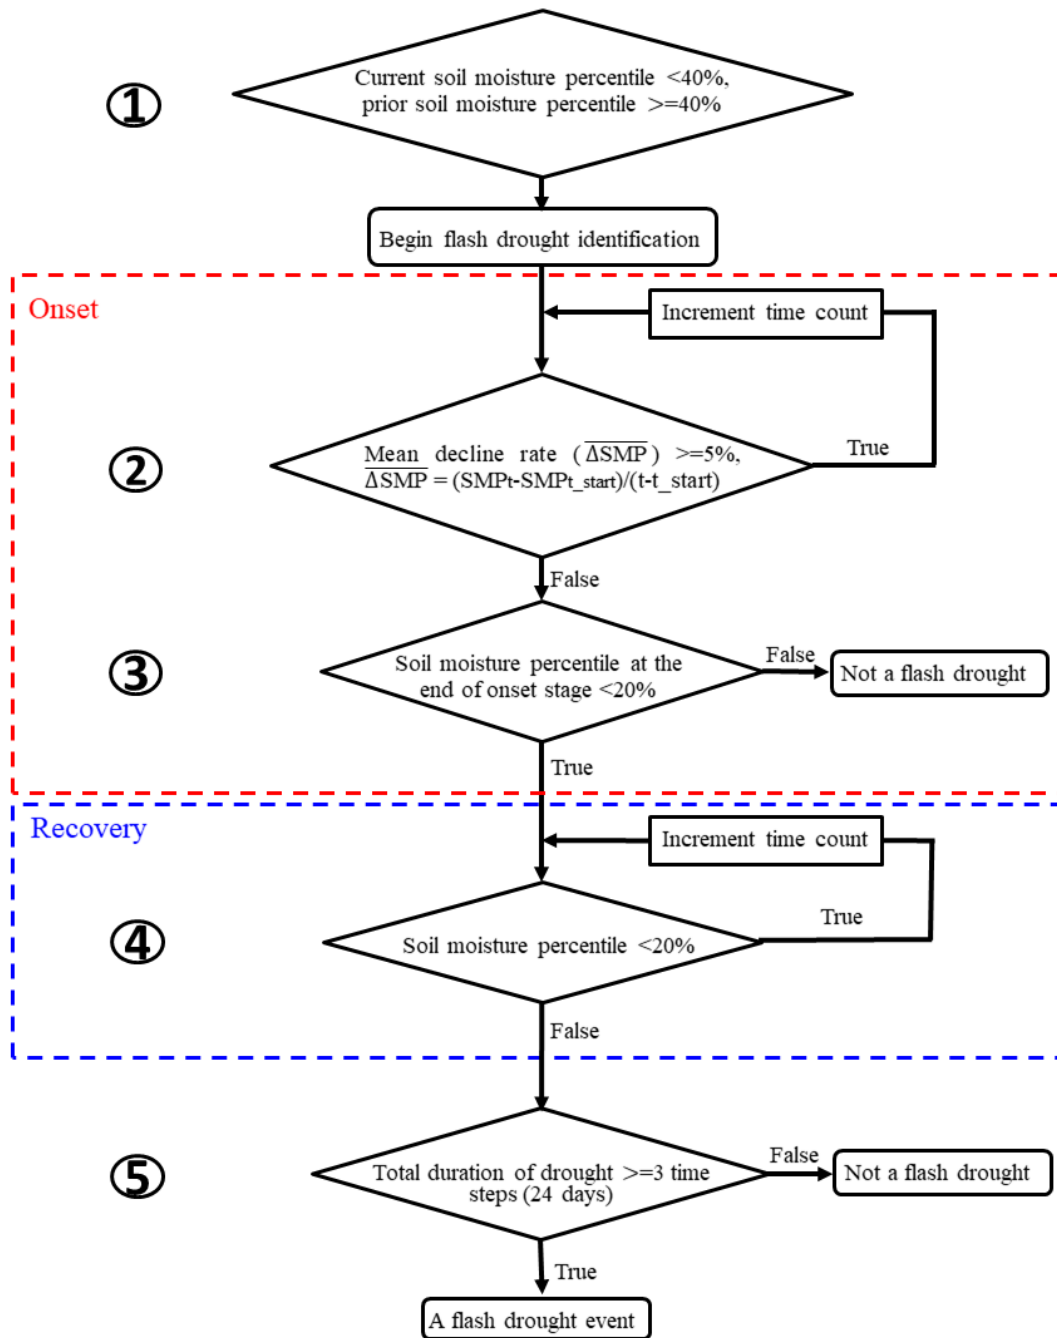 ①
Current soil moisture percentile <40%,
prior soil moisture percentile >=40%
Begin flash drought identification
Onset
Increment time count
②
Mean decline rate ( \overline{ΔSMP} ) >=5%,
\overline{ΔSMP} = (SMPt-SMPt_start)/(t-t_start)
True
False
③
Soil moisture percentile at the
end of onset stage <20%
False
Not a flash drought
True
Recovery
Increment time count
④
Soil moisture percentile <20%
True
False
⑤
Total duration of drought >=3 time
steps (24 days)
False
Not a flash drought
True
A flash drought event